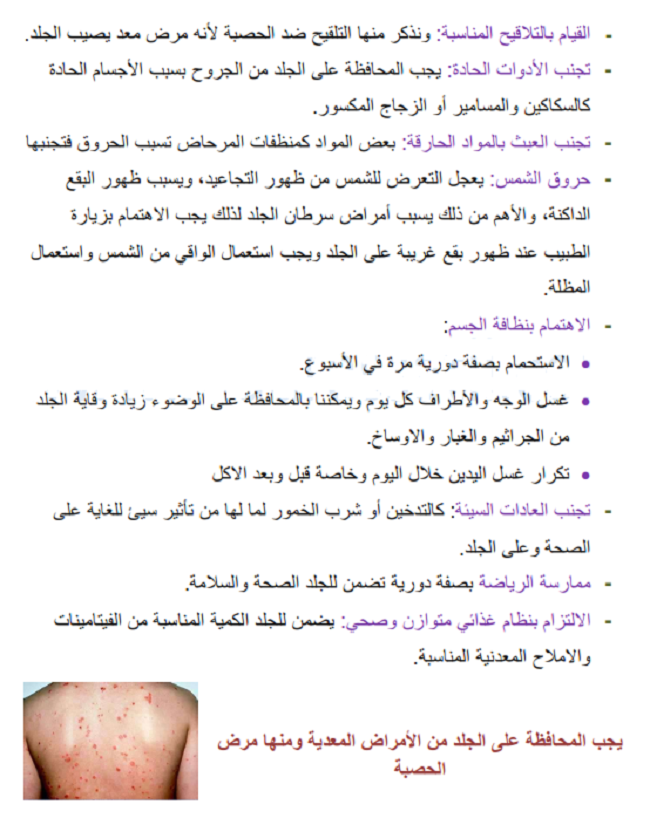 - القيام بالتلاقيح المناسبة: ونذكر منها التلقيح ضد الحصبة لأنه مرض معد يصيب الجلد.
- تجنب الأدوات الحادة: يجب المحافظة على الجلد من الجروح بسبب الأجسام الحادة
كالسكاكين والمسامير أو الزجاج المكسور.
- تجنب العبث بالمواد الحارقة: بعض المواد كمنظفات المرحاض تسبب الحروق فتجنبها
- حروق الشمس: يعجل التعرض للشمس من ظهور التجاعيد، ويسبب ظهور البقع
الداكنة، والأهم من ذلك يسبب أمراض سرطان الجلد لذلك يجب الاهتمام بزيارة
الطبيب عند ظهور بقع غريبة على الجلد ويجب استعمال الواقي من الشمس واستعمال
المظلة.
- الاهتمام بنظافة الجسم:
• الاستحمام بصفة دورية مرة في الأسبوع.
• غسل الوجه والأطراف كل يوم ويمكننا بالمحافظة على الوضوء زيادة وقاية الجلد
من الجراثيم والغبار والاوساخ.
• تكرار غسل اليدين خلال اليوم وخاصة قبل وبعد الاكل
- تجنب العادات السيئة: كالتدخين أو شرب الخمور لما لها من تأثير سيئ للغاية على
الصحة وعلى الجلد.
- ممارسة الرياضة بصفة دورية تضمن للجلد الصحة والسلامة.
- الالتزام بنظام غذائي متوازن وصحي: يضمن للجلد الكمية المناسبة من الفيتامينات
والاملاح المعدنية المناسبة.
يجب المحافظة على الجلد من الأمراض المعدية ومنها مرض
الحصبة